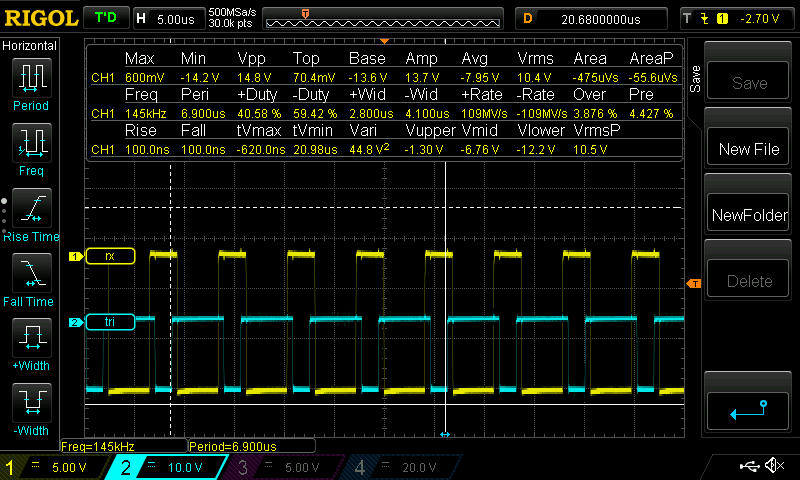 RIGOL T'D H 5.00us 500MSa/s 30.0k pts T D 20.6800000us T 1 -2.70 V
Horizontal
Period
Freq
Rise Time
Fall Time
+Width
-Width
Max Min Vpp Top Base Amp Avg Vrms Area AreaP
CH1 600mV -14.2 V 14.8 V 70.4mV -13.6 V 13.7 V -7.95 V 10.4 V -475uVs -55.6uVs
Freq Peri +Duty -Duty +Wid -Wid +Rate -Rate Over Pre
CH1 145kHz 6.900us 40.58 % 59.42 % 2.800us 4.100us 109MV/s -109MV/s 3.876 % 4.427 %
Rise Fall tVmax tVmin Vari Vupper Vmid Vlower VrmsP
CH1 100.0ns 100.0ns -620.0ns 20.98us 44.8 V² -1.30 V -6.76 V -12.2 V 10.5 V
1 rx
2 tri
T
Freq=145kHz Period=6.900us
1 5.00 V 2 10.0 V 3 5.00 V 4 20.0 V
Save
Save
New File
NewFolder
Delete